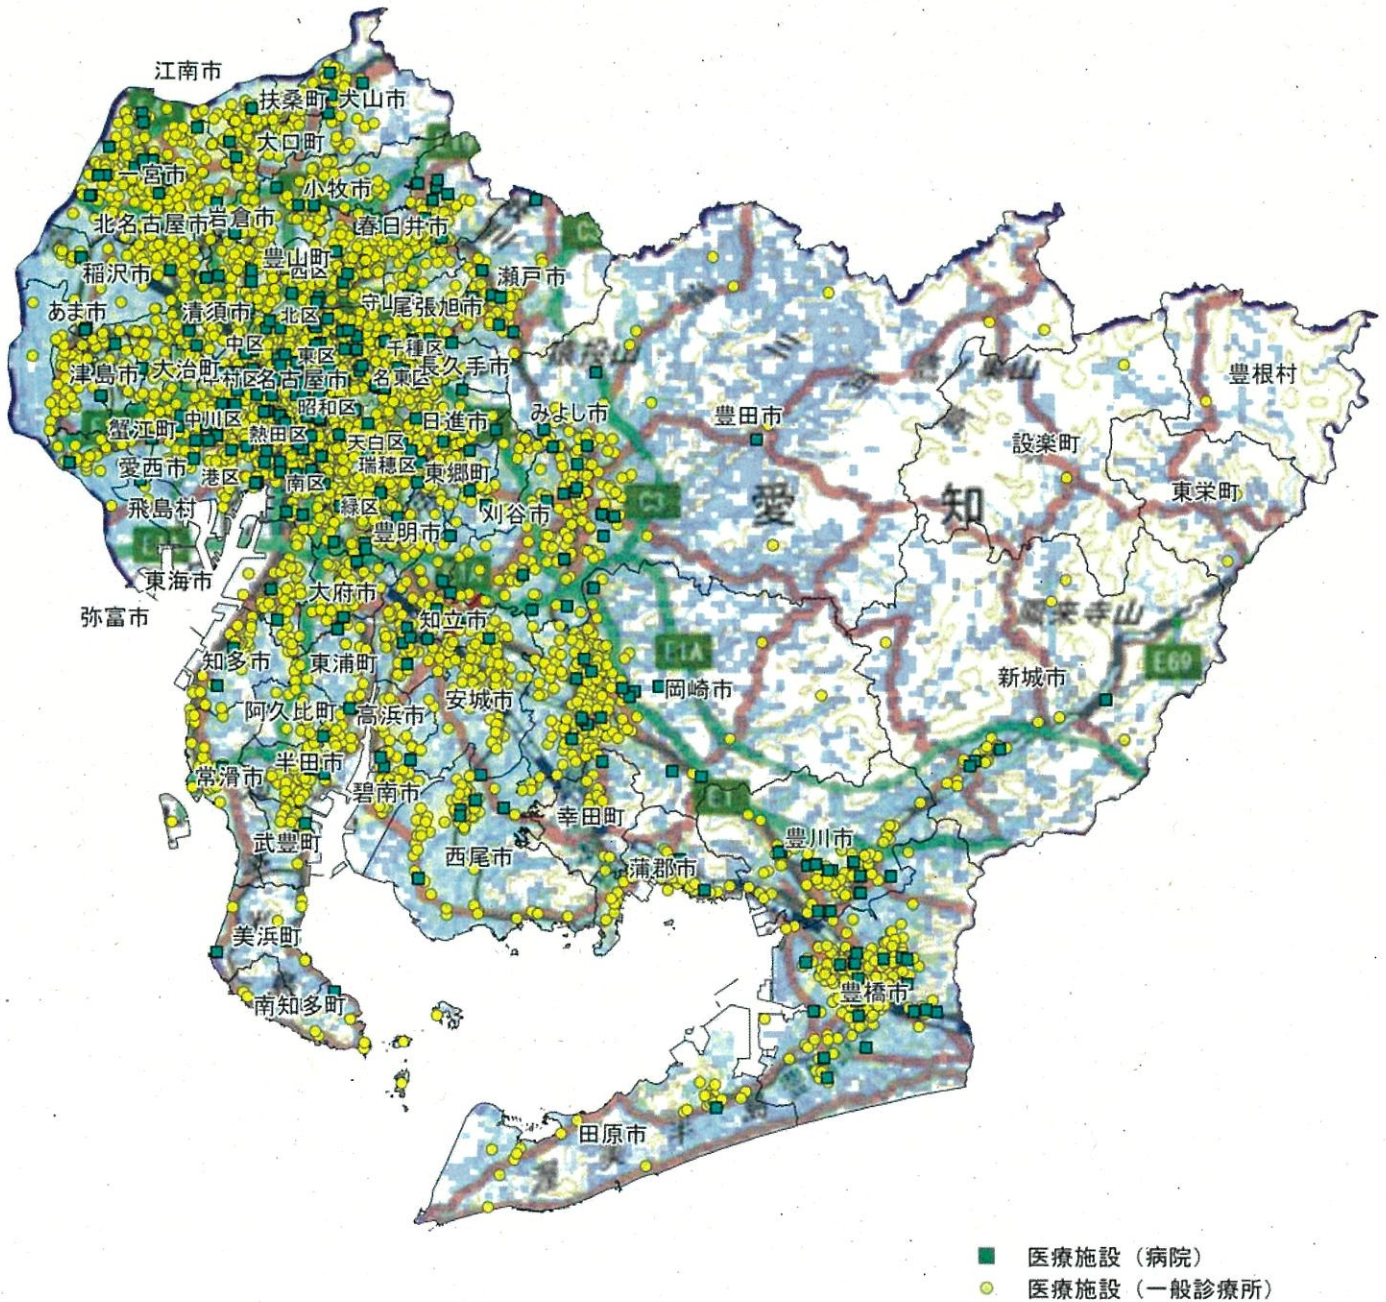 江南市
扶桑町
犬山市
大口町
一宮市
小牧市
北名古屋市
岩倉市
春日井市
豊山町
西区
稲沢市
瀬戸市
あま市
清須市
北区
守山
尾張旭市
中区
東区
千種区
長久手市
津島市
大治町
村区
名古屋市
名東区
豊根村
昭和区
みよし市
豊田市
蟹江町
中川区
熱田区
天白区
日進市
設楽町
愛西市
港区
南区
瑞穂区
東郷町
東栄町
飛島村
緑区
豊明市
刈谷市
C3
愛
知
東海市
弥富市
大府市
知立市
鳳来寺山
知多市
東浦町
安城市
E1A
岡崎市
新城市
E69
阿久比町
高浜市
常滑市
半田市
碧南市
E1
武豊町
西尾市
幸田町
豊川市
蒲郡市
美浜町
南知多町
豊橋市
田原市
医療施設（病院）
医療施設（一般診療所）